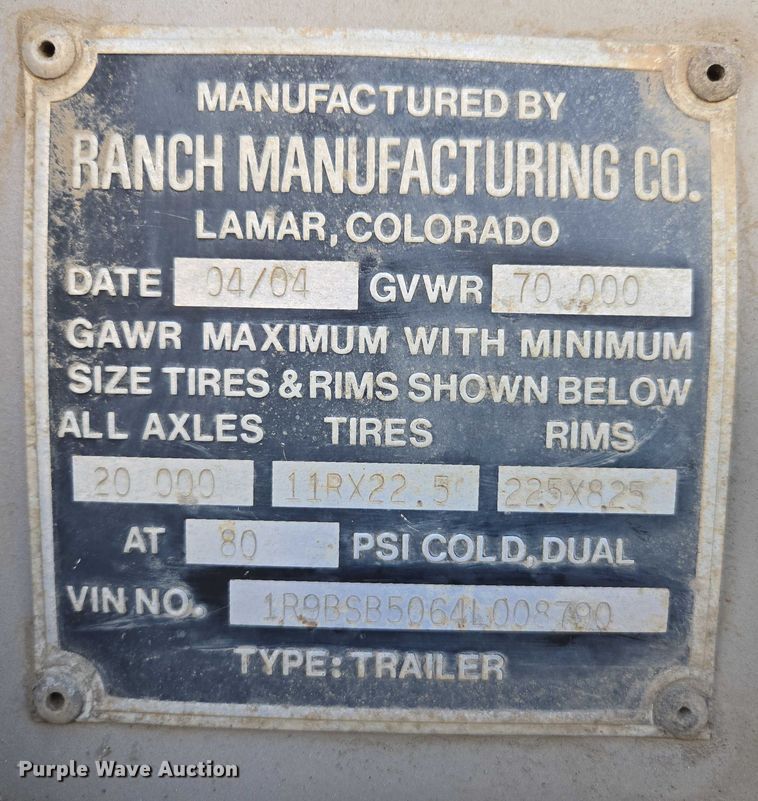 MANUFACTURED BY
RANCH MANUFACTURING CO.
LAMAR, COLORADO
DATE 04/04 GVWR 70 000
GAWR MAXIMUM WITH MINIMUM
SIZE TIRES & RIMS SHOWN BELOW
ALL AXLES TIRES RIMS
20 000 11RX22.5 225X825
AT 80 PSI COLD, DUAL
VIN NO. 1R9BSB5064L008790
TYPE: TRAILER
Purple Wave Auction